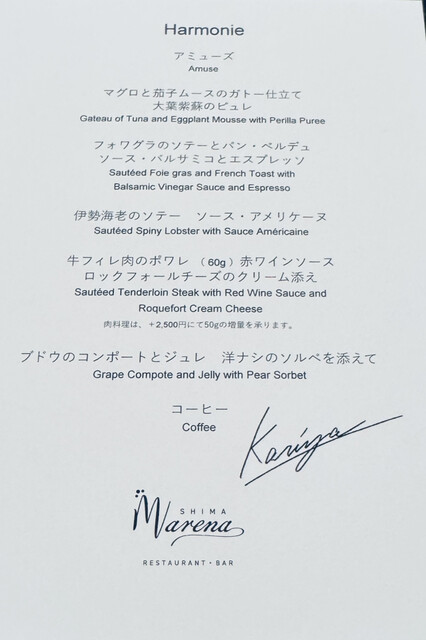 Harmonie
アミューズ
Amuse
マグロと茄子ムースのガトー仕立て
大葉紫蘇のピュレ
Gateau of Tuna and Eggplant Mousse with Perilla Puree
フォワグラのソテーとパン・ペルデュ
ソース・バルサミコとエスプレッソ
Sautéed Foie gras and French Toast with
Balsamic Vinegar Sauce and Espresso
伊勢海老のソテー　ソース・アメリケーヌ
Sautéed Spiny Lobster with Sauce Américaine
牛フィレ肉のポワレ （60g）赤ワインソース
ロックフォールチーズのクリーム添え
Sautéed Tenderloin Steak with Red Wine Sauce and
Roquefort Cream Cheese
肉料理は、＋2,500円にて50gの増量を承ります。
ブドウのコンポートとジュレ　洋ナシのソルベを添えて
Grape Compote and Jelly with Pear Sorbet
コーヒー
Coffee
Kariya
SHIMA
Marena
RESTAURANT・BAR